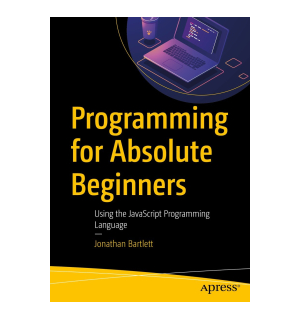 Programming
for Absolute
Beginners
Using the JavaScript Programming
Language
—
Jonathan Bartlett
Apress®